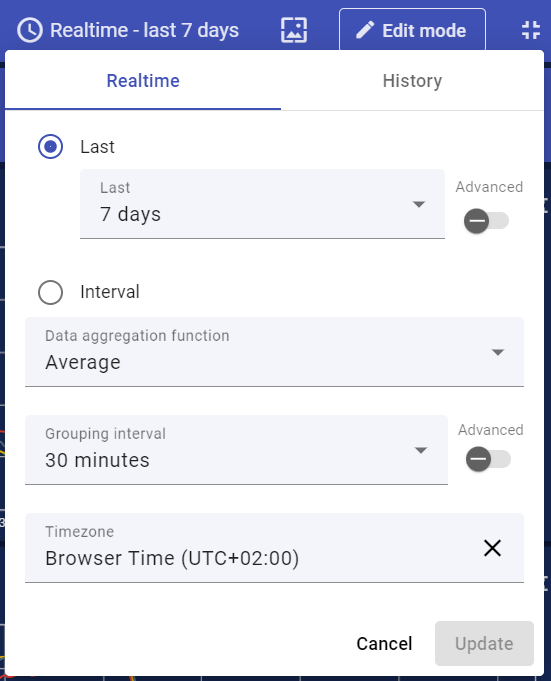 Realtime - last 7 days
Edit mode
Realtime
History
Last
Last
7 days
Advanced
Interval
Data aggregation function
Average
Grouping interval
30 minutes
Advanced
Timezone
Browser Time (UTC+02:00)
Cancel
Update